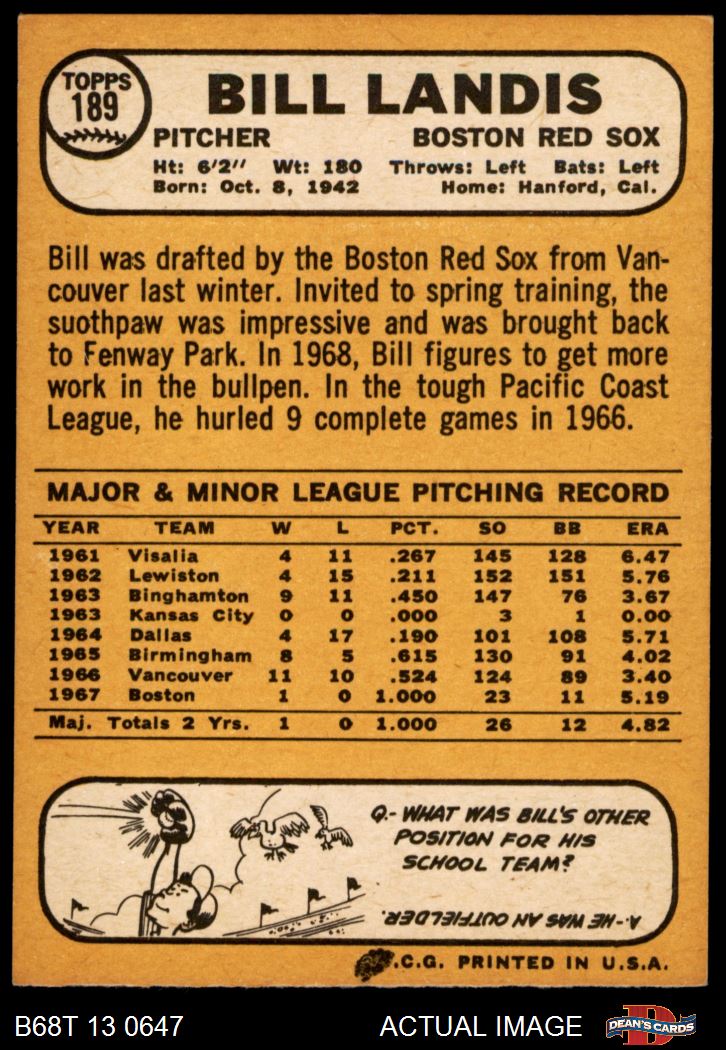 TOPPS
189
BILL LANDIS
PITCHER BOSTON RED SOX
Ht: 6'2" Wt: 180 Throws: Left Bats: Left
Born: Oct. 8, 1942 Home: Hanford, Cal.
Bill was drafted by the Boston Red Sox from Van-
couver last winter. Invited to spring training, the
suothpaw was impressive and was brought back
to Fenway Park. In 1968, Bill figures to get more
work in the bullpen. In the tough Pacific Coast
League, he hurled 9 complete games in 1966.
MAJOR & MINOR LEAGUE PITCHING RECORD
YEAR TEAM W L PCT. SO BB ERA
1961 Visalia 4 11 .267 145 128 6.47
1962 Lewiston 4 15 .211 152 151 5.76
1963 Binghamton 9 11 .450 147 76 3.67
1963 Kansas City 0 0 .000 3 1 0.00
1964 Dallas 4 17 .190 101 108 5.71
1965 Birmingham 8 5 .615 130 91 4.02
1966 Vancouver 11 10 .524 124 89 3.40
1967 Boston 1 0 1.000 23 11 5.19
Maj. Totals 2 Yrs. 1 0 1.000 26 12 4.82
Q.- WHAT WAS BILL'S OTHER
POSITION FOR HIS
SCHOOL TEAM?
A.- HE WAS AN OUTFIELDER.
.C.G. PRINTED IN U.S.A.
B68T 13 0647 ACTUAL IMAGE
D
DEAN'S CARDS